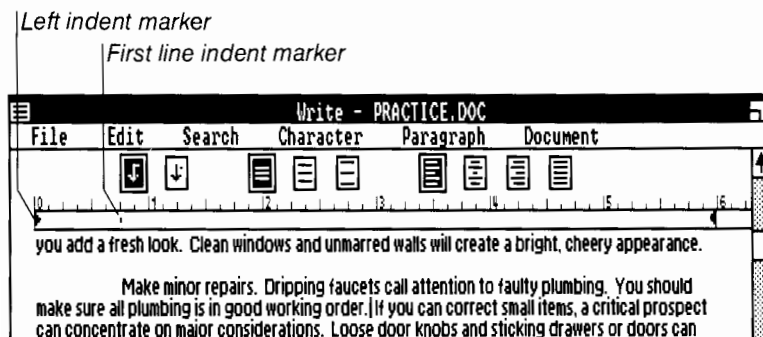 Left indent marker
First line indent marker
Write - PRACTICE.DOC
File Edit Search Character Paragraph Document
0 1 2 3 4 5 6
you add a fresh look. Clean windows and unmarred walls will create a bright, cheery appearance.
Make minor repairs. Dripping faucets call attention to faulty plumbing. You should
make sure all plumbing is in good working order. If you can correct small items, a critical prospect
can concentrate on major considerations. Loose door knobs and sticking drawers or doors can